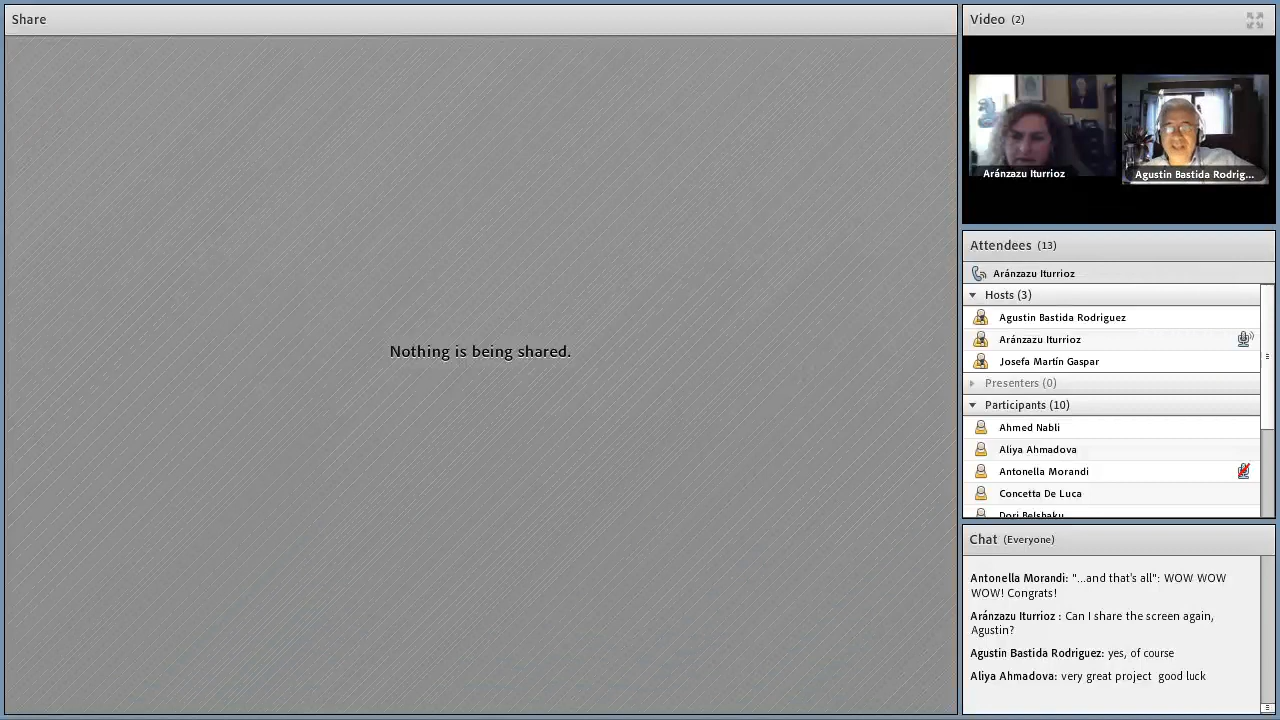 Share
Nothing is being shared.
Video (2)
Aránzazu Iturrioz
Agustin Bastida Rodrig...
Attendees (13)
Aránzazu Iturrioz
Hosts (3)
Agustin Bastida Rodriguez
Aránzazu Iturrioz
Josefa Martín Gaspar
Presenters (0)
Participants (10)
Ahmed Nabli
Aliya Ahmadova
Antonella Morandi
Concetta De Luca
Dori Belshaku
Chat (Everyone)
Antonella Morandi: "...and that's all": WOW WOW
WOW! Congrats!
Aránzazu Iturrioz : Can I share the screen again,
Agustin?
Agustin Bastida Rodriguez: yes, of course
Aliya Ahmadova: very great project  good luck